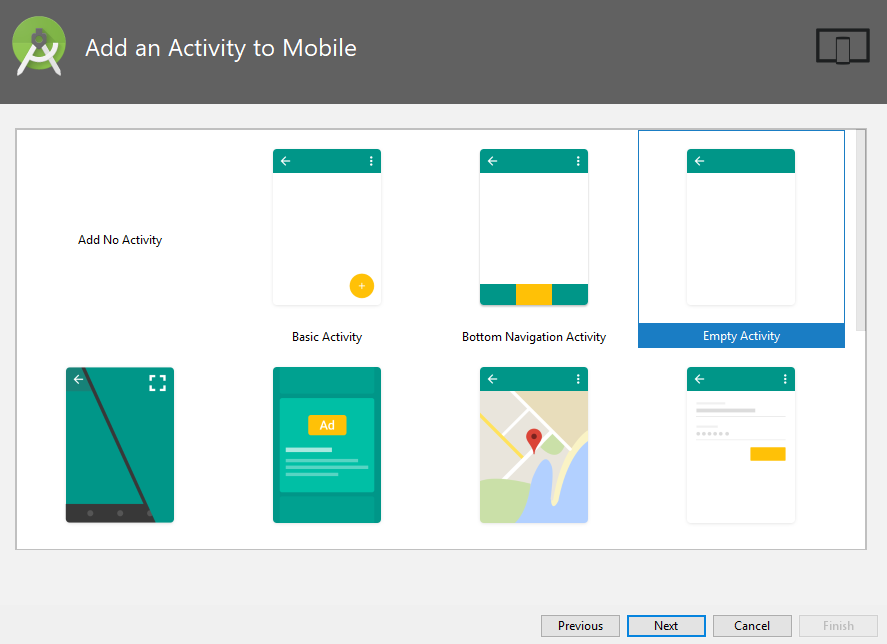 Add an Activity to Mobile
Add No Activity
Basic Activity
Bottom Navigation Activity
Empty Activity
Ad
Previous
Next
Cancel
Finish